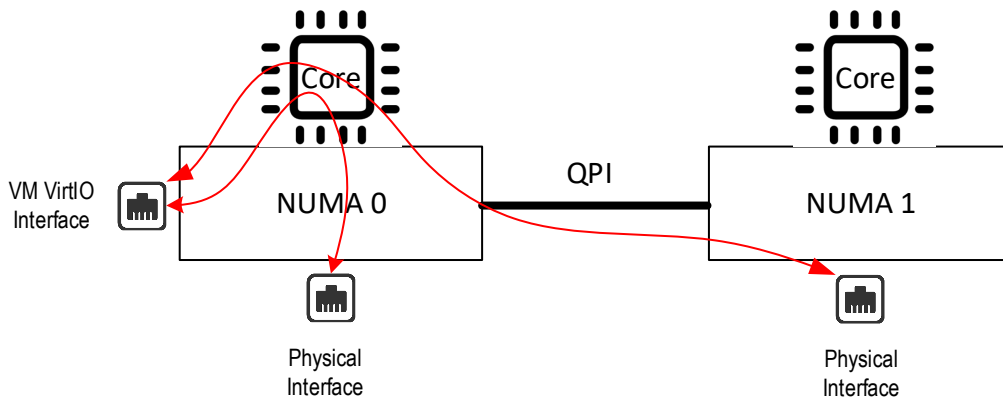 Core
Core
QPI
VM VirtIO
Interface
NUMA 0
NUMA 1
Physical
Interface
Physical
Interface